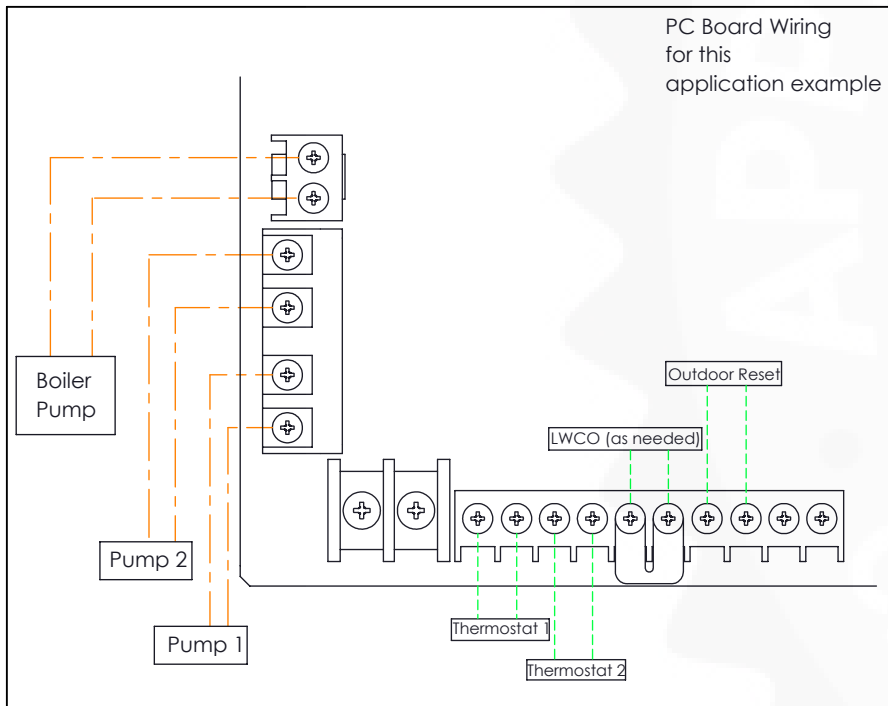 PC Board Wiring
for this
application example
Boiler
Pump
Outdoor Reset
LWCO (as needed)
Pump 2
Pump 1
Thermostat 1
Thermostat 2